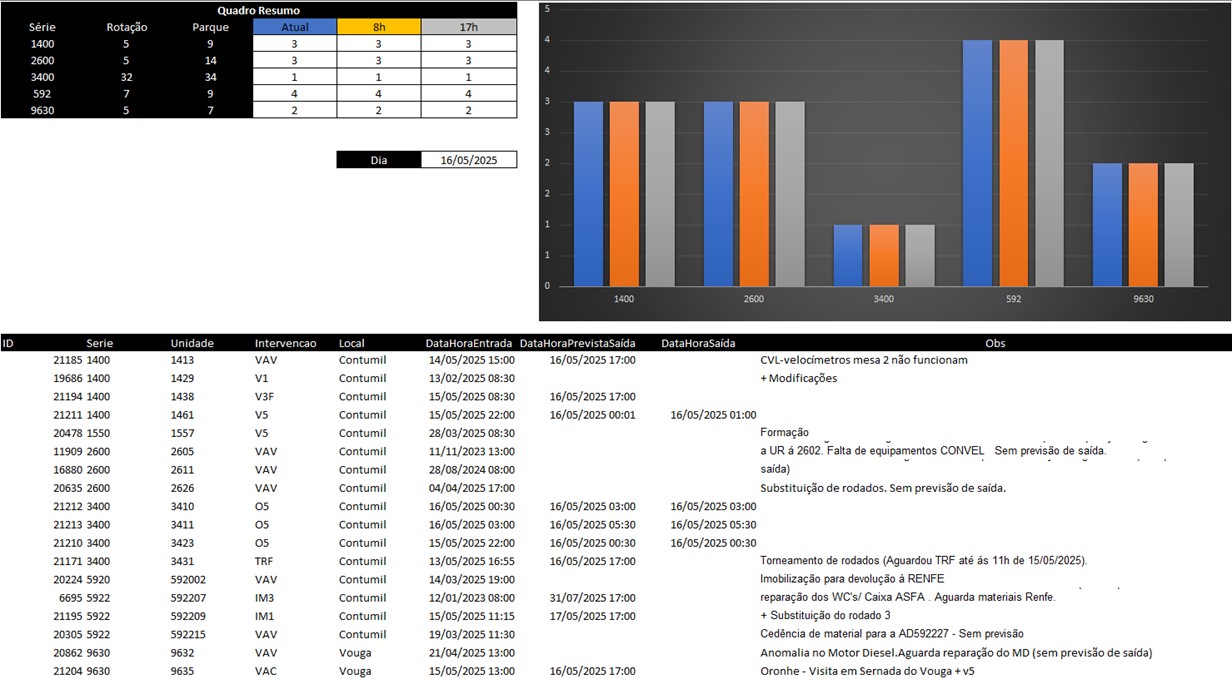 Quadro Resumo
Série Rotação Parque Atual 8h 17h
1400 5 9 3 3 3
2600 5 14 3 3 3
3400 32 34 1 1 1
592 7 9 4 4 4
9630 5 7 2 2 2
Dia 16/05/2025
5
4
4
3
3
2
2
1
1
0
1400 2600 3400 592 9630
ID Serie Unidade Intervencao Local DataHoraEntrada DataHoraPrevistaSaída DataHoraSaída Obs
21185 1400 1413 VAV Contumil 14/05/2025 15:00 16/05/2025 17:00 CVL-velocímetros mesa 2 não funcionam
19686 1400 1429 V1 Contumil 13/02/2025 08:30 + Modificações
21194 1400 1438 V3F Contumil 15/05/2025 08:30 16/05/2025 17:00
21211 1400 1461 V5 Contumil 15/05/2025 22:00 16/05/2025 00:01 16/05/2025 01:00
20478 1550 1557 V5 Contumil 28/03/2025 08:30 Formação
11909 2600 2605 VAV Contumil 11/11/2023 13:00 a UR á 2602. Falta de equipamentos CONVEL Sem previsão de saída.
16880 2600 2611 VAV Contumil 28/08/2024 08:00 saída)
20635 2600 2626 VAV Contumil 04/04/2025 17:00 Substituição de rodados. Sem previsão de saída.
21212 3400 3410 O5 Contumil 16/05/2025 00:30 16/05/2025 03:00 16/05/2025 03:00
21213 3400 3411 O5 Contumil 16/05/2025 03:00 16/05/2025 05:30 16/05/2025 05:30
21210 3400 3423 O5 Contumil 15/05/2025 22:00 16/05/2025 00:30 16/05/2025 00:30
21171 3400 3431 TRF Contumil 13/05/2025 16:55 16/05/2025 17:00 Torneamento de rodados (Aguardou TRF até ás 11h de 15/05/2025).
20224 5920 592002 VAV Contumil 14/03/2025 19:00 Imobilização para devolução á RENFE
6695 5922 592207 IM3 Contumil 12/01/2023 08:00 31/07/2025 17:00 reparação dos WC's/ Caixa ASFA . Aguarda materiais Renfe.
21195 5922 592209 IM1 Contumil 15/05/2025 11:15 17/05/2025 17:00 + Substituição do rodado 3
20305 5922 592215 VAV Contumil 19/03/2025 11:30 Cedência de material para a AD592227 - Sem previsão
20862 9630 9632 VAV Vouga 21/04/2025 13:00 Anomalia no Motor Diesel.Aguarda reparação do MD (sem previsão de saída)
21204 9630 9635 VAC Vouga 15/05/2025 13:00 16/05/2025 17:00 Oronhe - Visita em Sernada do Vouga + v5